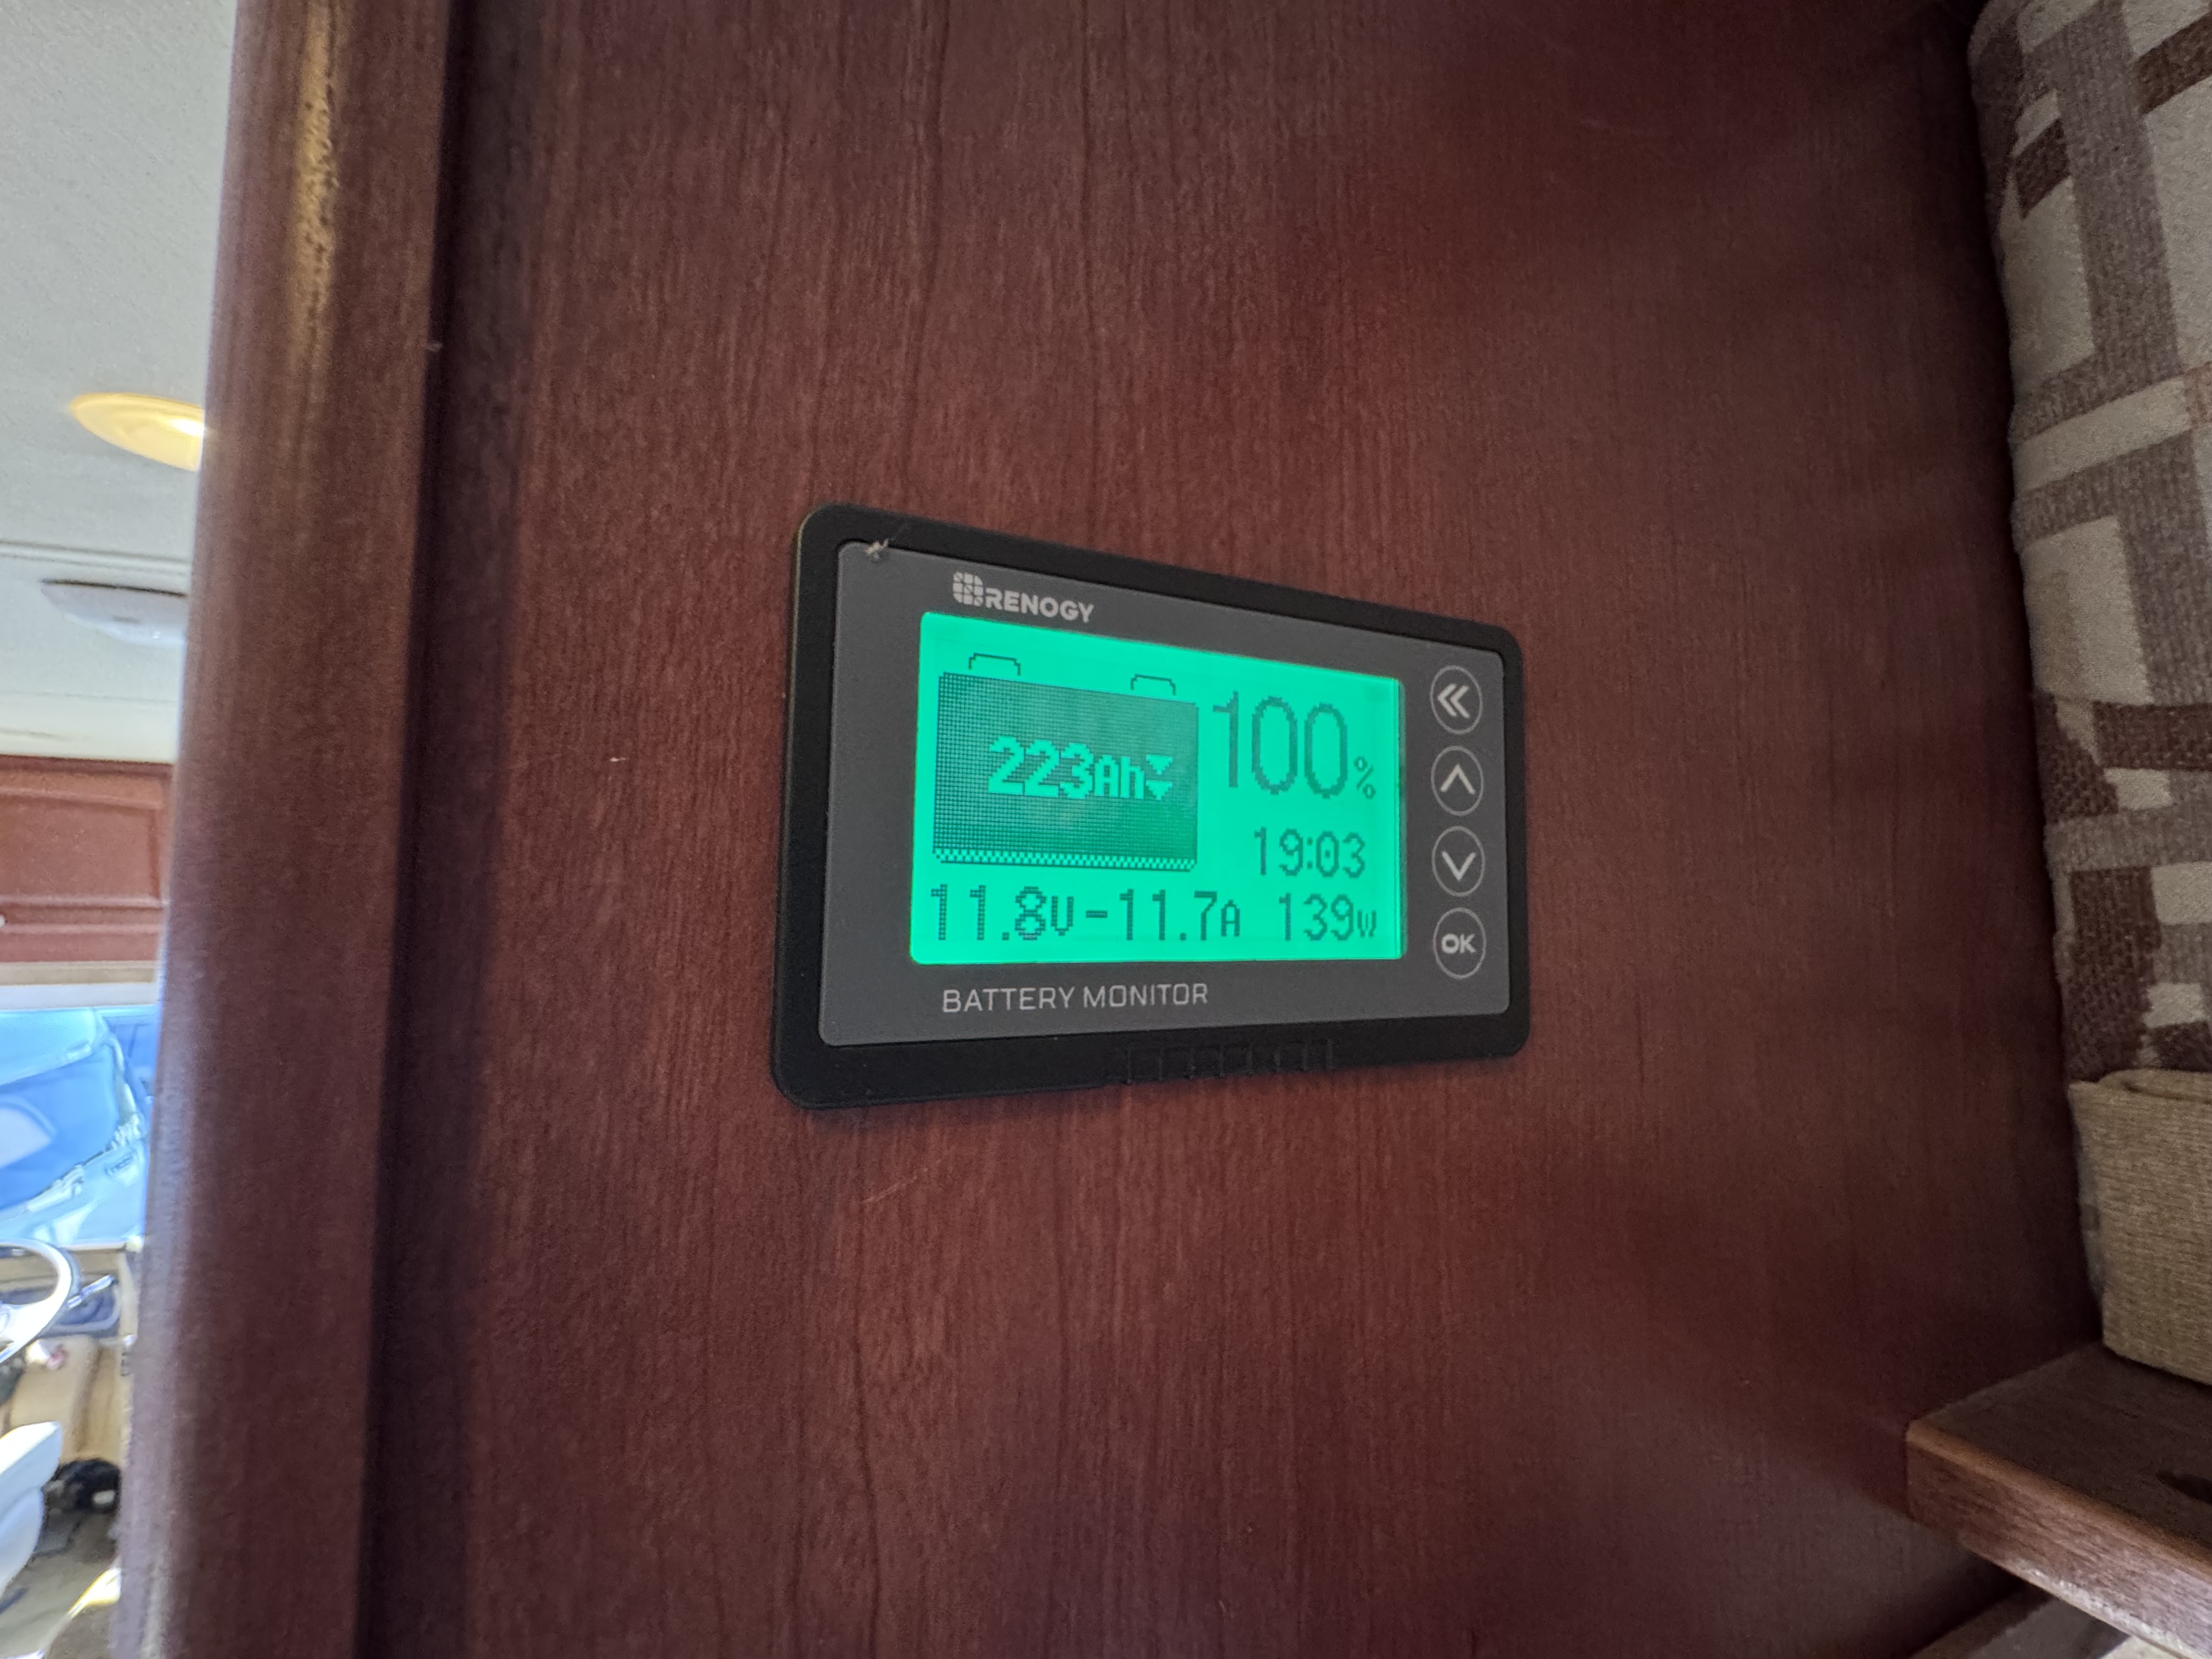 RENOGY
223Ah
100%
19:03
11.8V -11.7A 139W
OK
BATTERY MONITOR